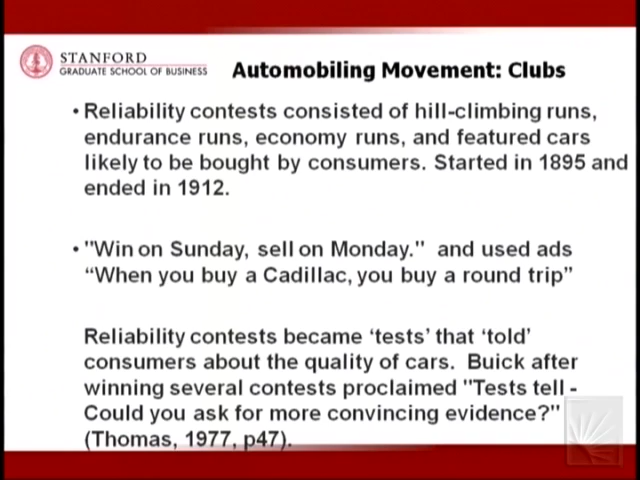 STANFORD
GRADUATE SCHOOL OF BUSINESS
Automobiling Movement: Clubs
• Reliability contests consisted of hill-climbing runs,
endurance runs, economy runs, and featured cars
likely to be bought by consumers. Started in 1895 and
ended in 1912.
• "Win on Sunday, sell on Monday." and used ads
“When you buy a Cadillac, you buy a round trip”
Reliability contests became ‘tests’ that ‘told’
consumers about the quality of cars. Buick after
winning several contests proclaimed "Tests tell -
Could you ask for more convincing evidence?"
(Thomas, 1977, p47).